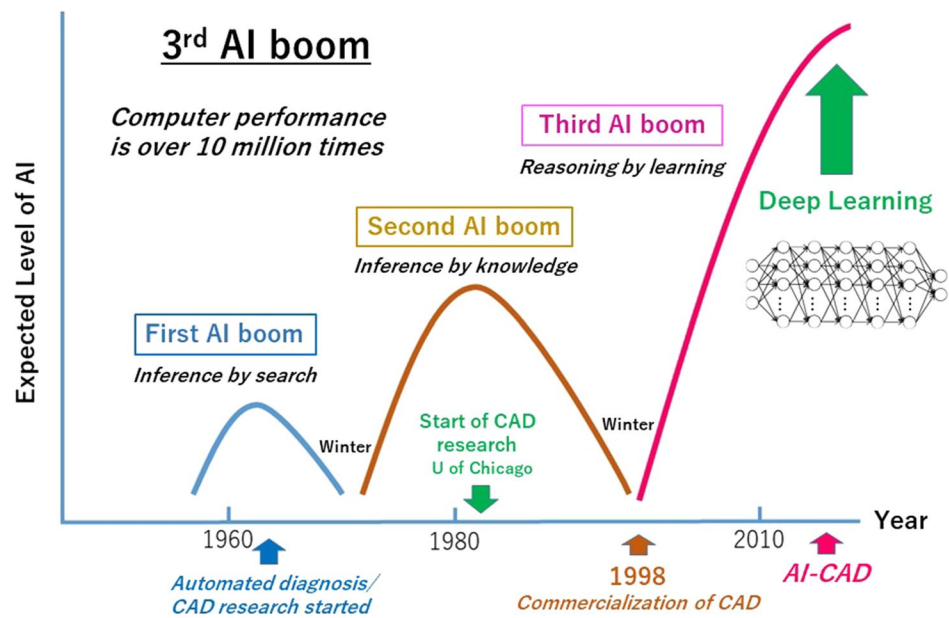 3rd AI boom
Computer performance
is over 10 million times
Third AI boom
Reasoning by learning
Deep Learning
Second AI boom
Inference by knowledge
First AI boom
Inference by search
Expected Level of AI
Winter
Start of CAD
research
U of Chicago
Winter
1960
1980
2010
Year
Automated diagnosis/
CAD research started
1998
Commercialization of CAD
AI-CAD